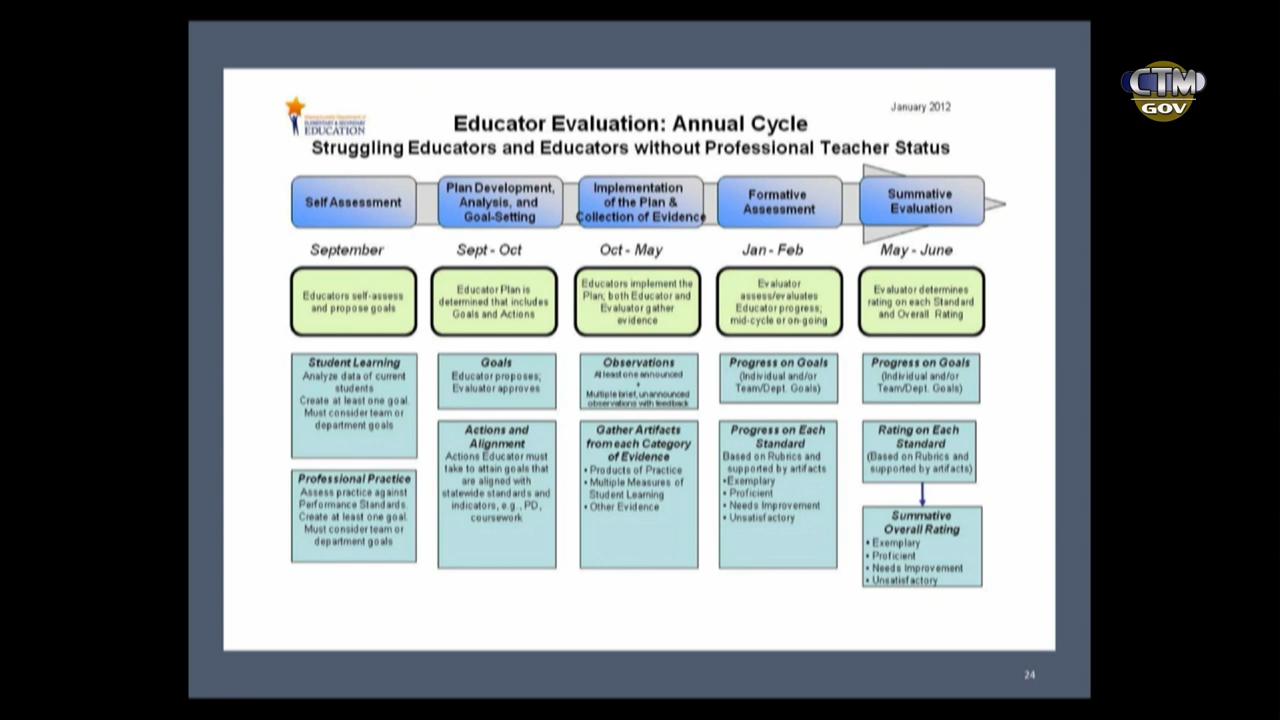 CTM
GOV
January 2012
ELEMENTARY & SECONDARY
EDUCATION
Educator Evaluation: Annual Cycle
Struggling Educators and Educators without Professional Teacher Status
Self Assessment
Plan Development,
Analysis, and
Goal-Setting
Implementation
of the Plan &
Collection of Evidence
Formative
Assessment
Summative
Evaluation
September
Sept - Oct
Oct - May
Jan - Feb
May - June
Educators self-assess
and propose goals
Educator Plan is
determined that includes
Goals and Actions
Educators implement the
Plan; both Educator and
Evaluator gather
evidence
Evaluator
assess/evaluates
Educator progress;
mid-cycle or on-going
Evaluator determines
rating on each Standard
and Overall Rating
Student Learning
Analyze data of current
students
Create at least one goal.
Must consider team or
department goals
Professional Practice
Assess practice against
Performance Standards.
Create at least one goal.
Must consider team or
department goals
Goals
Educator proposes;
Evaluator approves
Actions and
Alignment
Actions Educator must
take to attain goals that
are aligned with
statewide standards and
indicators, e.g., PD,
coursework
Observations
At least one announced
+
Multiple brief, unannounced
observations with feedback
Gather Artifacts
from each Category
of Evidence
• Products of Practice
• Multiple Measures of
Student Learning
• Other Evidence
Progress on Goals
(Individual and/or
Team/Dept. Goals)
Progress on Each
Standard
Based on Rubrics and
supported by artifacts
•Exemplary
• Proficient
• Needs Improvement
• Unsatisfactory
Progress on Goals
(Individual and/or
Team/Dept. Goals)
Rating on Each
Standard
(Based on Rubrics and
supported by artifacts)
Summative
Overall Rating
• Exemplary
• Proficient
• Needs Improvement
• Unsatisfactory
24